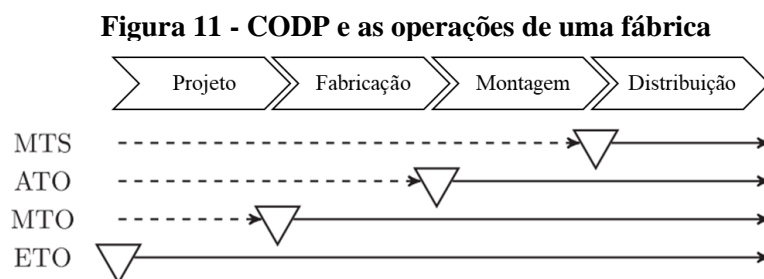 Figura 11 - CODP e as operações de uma fábrica
Projeto Fabricação Montagem Distribuição
MTS
ATO
MTO
ETO